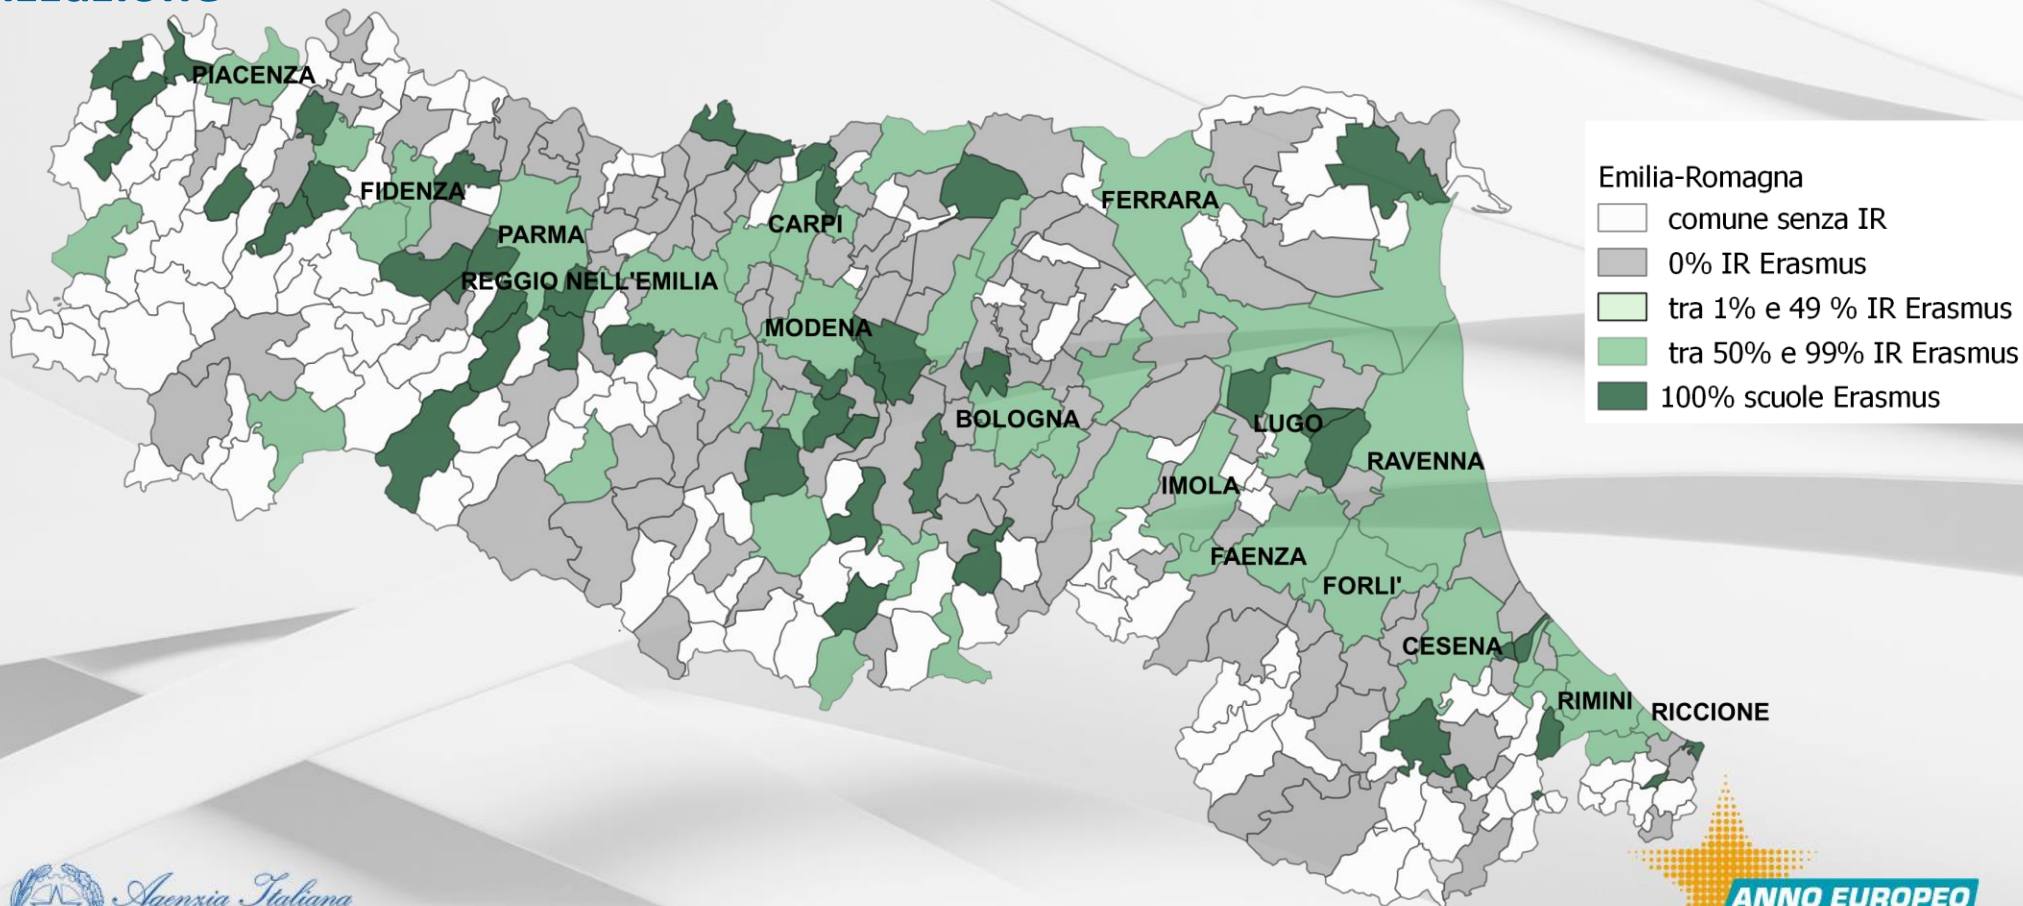 PIACENZA
FIDENZA
PARMA
CARPI
FERRARA
REGGIO NELL'EMILIA
MODENA
BOLOGNA
LUGO
RAVENNA
IMOLA
FAENZA
FORLI'
CESENA
RIMINI
RICCIONE
Emilia-Romagna
comune senza IR
0% IR Erasmus
tra 1% e 49 % IR Erasmus
tra 50% e 99% IR Erasmus
100% scuole Erasmus
Agenzia Italiana
ANNO EUROPEO